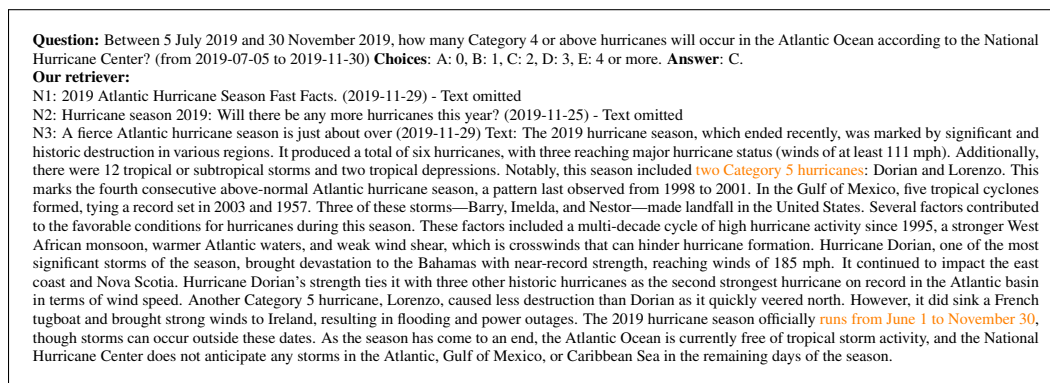 Question: Between 5 July 2019 and 30 November 2019, how many Category 4 or above hurricanes will occur in the Atlantic Ocean according to the National
Hurricane Center? (from 2019-07-05 to 2019-11-30) Choices: A: 0, B: 1, C: 2, D: 3, E: 4 or more. Answer: C.
Our retriever:
N1: 2019 Atlantic Hurricane Season Fast Facts. (2019-11-29) - Text omitted
N2: Hurricane season 2019: Will there be any more hurricanes this year? (2019-11-25) - Text omitted
N3: A fierce Atlantic hurricane season is just about over (2019-11-29) Text: The 2019 hurricane season, which ended recently, was marked by significant and
historic destruction in various regions. It produced a total of six hurricanes, with three reaching major hurricane status (winds of at least 111 mph). Additionally,
there were 12 tropical or subtropical storms and two tropical depressions. Notably, this season included two Category 5 hurricanes: Dorian and Lorenzo. This
marks the fourth consecutive above-normal Atlantic hurricane season, a pattern last observed from 1998 to 2001. In the Gulf of Mexico, five tropical cyclones
formed, tying a record set in 2003 and 1957. Three of these storms—Barry, Imelda, and Nestor—made landfall in the United States. Several factors contributed
to the favorable conditions for hurricanes during this season. These factors included a multi-decade cycle of high hurricane activity since 1995, a stronger West
African monsoon, warmer Atlantic waters, and weak wind shear, which is crosswinds that can hinder hurricane formation. Hurricane Dorian, one of the most
significant storms of the season, brought devastation to the Bahamas with near-record strength, reaching winds of 185 mph. It continued to impact the east
coast and Nova Scotia. Hurricane Dorian's strength ties it with three other historic hurricanes as the second strongest hurricane on record in the Atlantic basin
in terms of wind speed. Another Category 5 hurricane, Lorenzo, caused less destruction than Dorian as it quickly veered north. However, it did sink a French
tugboat and brought strong winds to Ireland, resulting in flooding and power outages. The 2019 hurricane season officially runs from June 1 to November 30,
though storms can occur outside these dates. As the season has come to an end, the Atlantic Ocean is currently free of tropical storm activity, and the National
Hurricane Center does not anticipate any storms in the Atlantic, Gulf of Mexico, or Caribbean Sea in the remaining days of the season.